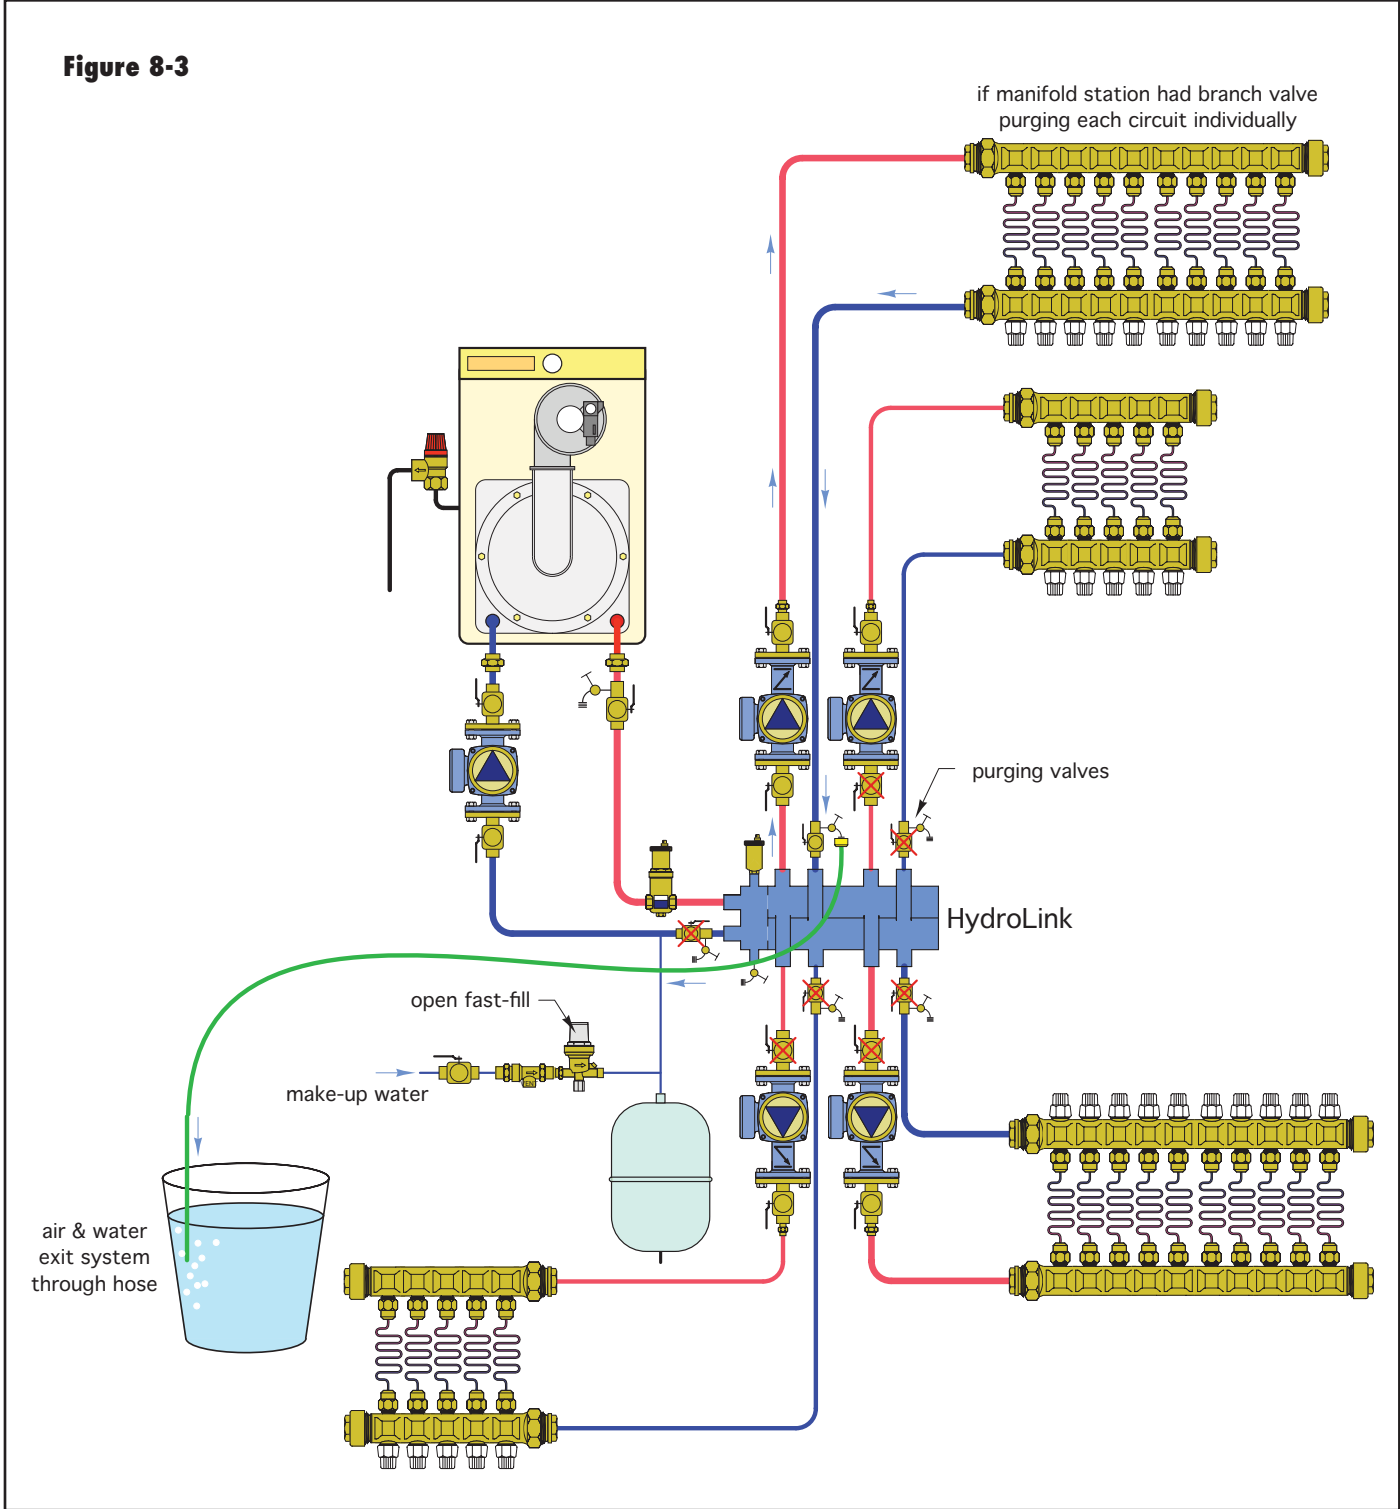 Figure 8-3
if manifold station had branch valve
purging each circuit individually
purging valves
HydroLink
open fast-fill
make-up water
air & water
exit system
through hose